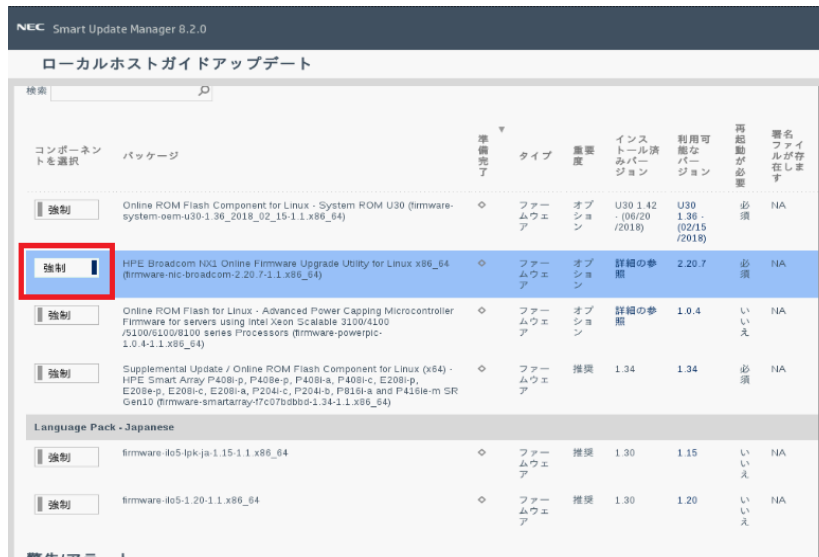 NEC Smart Update Manager 8.2.0
ローカルホストガイドアップデート
検索
コンポーネン
トを選択
パッケージ
準
備
完
了
タイプ
重要
度
インス
トール済
みバー
ジョン
利用可
能な
バー
ジョン
再
起
動
が
必
要
署名
ファイ
ルが存
在しま
す
強制
Online ROM Flash Component for Linux - System ROM U30 (firmware-
system-oem-u30-1.36_2018_02_15-1.1.x86_64)
ファー
ムウェ
ア
オプ
ショ
ン
U30 1.42
- (06/20
/2018)
U30
1.36 -
(02/15
/2018)
必
須
NA
強制
HPE Broadcom NX1 Online Firmware Upgrade Utility for Linux x86_64
(firmware-nic-broadcom-2.20.7-1.1.x86_64)
ファー
ムウェ
ア
オプ
ショ
ン
詳細の参
照
2.20.7
必
須
NA
強制
Online ROM Flash for Linux - Advanced Power Capping Microcontroller
Firmware for servers using Intel Xeon Scalable 3100/4100
/5100/6100/8100 series Processors (firmware-powerpic-
1.0.4-1.1.x86_64)
ファー
ムウェ
ア
オプ
ショ
ン
詳細の参
照
1.0.4
い
い
え
NA
強制
Supplemental Update / Online ROM Flash Component for Linux (x64) -
HPE Smart Array P408i-p, P408e-p, P408i-a, P408i-c, E208i-p,
E208e-p, E208i-c, E208i-a, P204i-c, P204i-b, P816i-a and P416ie-m SR
Gen10 (firmware-smartarray-f7c07bdbbd-1.34-1.1.x86_64)
ファー
ムウェ
ア
推奨
1.34
1.34
必
須
NA
Language Pack - Japanese
強制
firmware-ilo5-lpk-ja-1.15-1.1.x86_64
ファー
ムウェ
ア
推奨
1.30
1.15
い
い
え
NA
強制
firmware-ilo5-1.20-1.1.x86_64
ファー
ムウェ
ア
推奨
1.30
1.20
い
い
え
NA